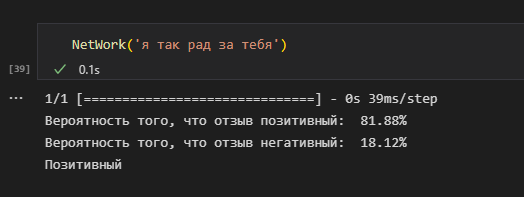 NetWork('я так рад за тебя')
[39]
0.1s
1/1 [==============================] - 0s 39ms/step
Вероятность того, что отзыв позитивный:  81.88%
Вероятность того, что отзыв негативный:  18.12%
Позитивный